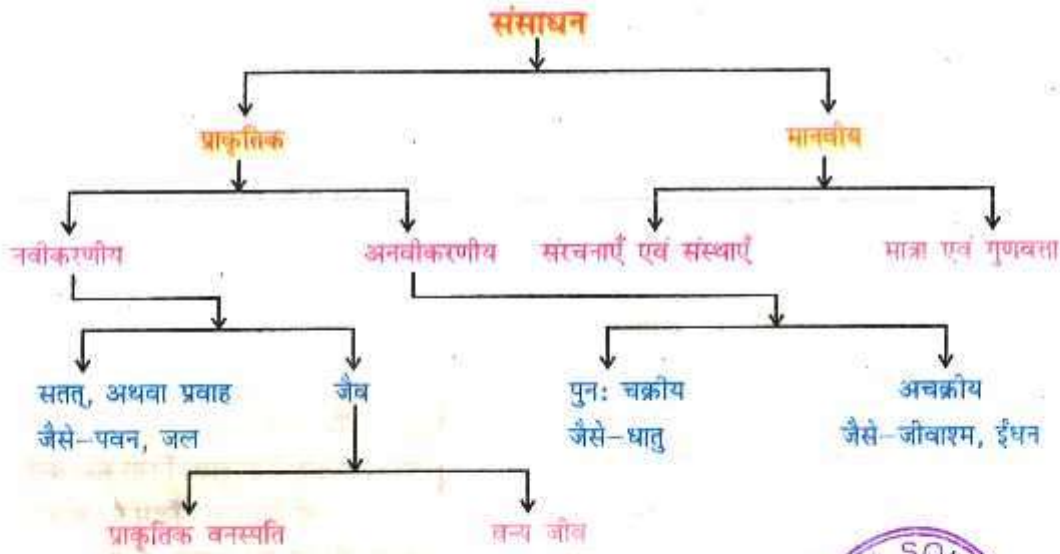 संसाधन
प्राकृतिक
मानवीय
नवीकरणीय
अनवीकरणीय
संरचनाएँ एवं संस्थाएँ
मात्रा एवं गुणवत्ता
सतत्, अथवा प्रवाह
जैसे–पवन, जल
जैव
पुन: चक्रीय
जैसे–धातु
अचक्रीय
जैसे–जीवाश्म, ईंधन
प्राकृतिक वनस्पति
वन्य जीव